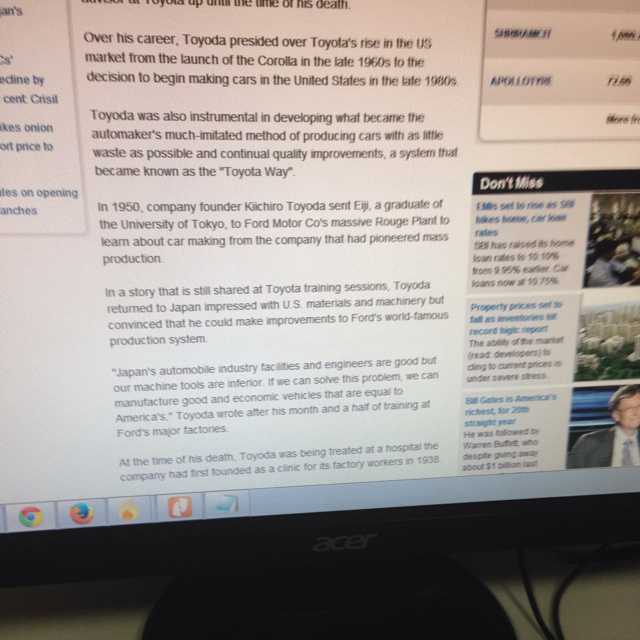 advisor at Toyota up until the time of his death.
Over his career, Toyoda presided over Toyota's rise in the US
market from the launch of the Corolla in the late 1960s to the
decision to begin making cars in the United States in the late 1980s.
Toyoda was also instrumental in developing what became the
automaker's much-imitated method of producing cars with as little
waste as possible and continual quality improvements, a system that
became known as the "Toyota Way".
In 1950, company founder Kiichiro Toyoda sent Eiji, a graduate of
the University of Tokyo, to Ford Motor Co's massive Rouge Plant to
learn about car making from the company that had pioneered mass
production.
In a story that is still shared at Toyota training sessions, Toyoda
returned to Japan impressed with U.S. materials and machinery but
convinced that he could make improvements to Ford's world-famous
production system.
"Japan's automobile industry facilities and engineers are good but
our machine tools are inferior. If we can solve this problem, we can
manufacture good and economic vehicles that are equal to
America's," Toyoda wrote after his month and a half of training at
Ford's major factories.
At the time of his death, Toyoda was being treated at a hospital the
company had first founded as a clinic for its factory workers in 1938.
an's
Cs'
ecline by
cent: Crisil
ikes onion
ort price to
les on opening
anches
APOLLOTYRE
More fr
Don't Miss
EMIs set to rise as SBI
hikes home, car loan
rates
SBI has raised its home
loan rates to 10.10%
from 9.95% earlier. Car
loans now at 10.75%
Property prices set to
fall as inventories hit
record high: report
The ability of the market
(read: developers) to
cling to current prices is
under severe stress.
Bill Gates is America's
richest, for 20th
straight year
He was followed by
Warren Buffett, who
despite giving away
about $1 billion last
acer